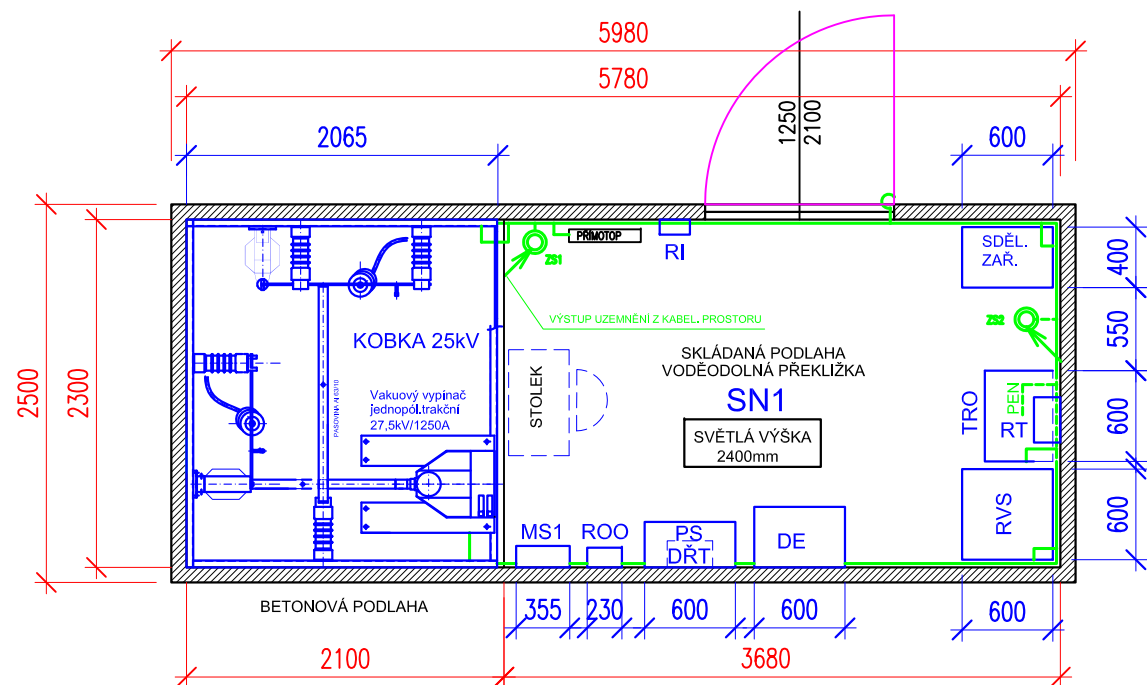 5980
5780
2065
1250
2100
600
PŘÍMOTOP
ZS1
RI
SDĚL.
ZAŘ.
400
VÝSTUP UZEMNĚNÍ Z KABEL. PROSTORU
ZS2
550
KOBKA 25kV
SKLÁDANÁ PODLAHA
VODĚODOLNÁ PŘEKLIŽKA
2500
2300
Vakuový vypínač
jednopól.trakční
27,5kV/1250A
STOLEK
SN1
SVĚTLÁ VÝŠKA
2400mm
TRO
PEN
RT
600
RVS
600
MS1
ROO
PS
DŘT
DE
BETONOVÁ PODLAHA
355
230
600
600
600
2100
3680